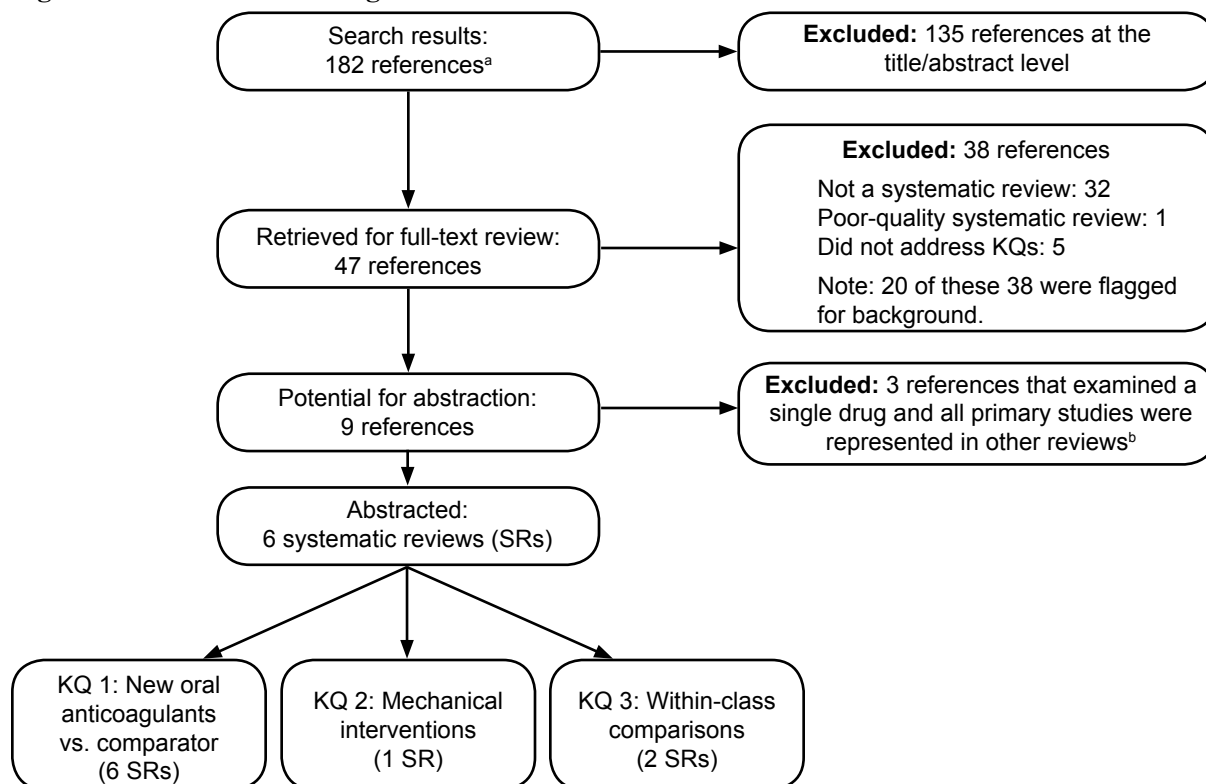 Search results:
182 referencesᵃ
Excluded: 135 references at the
title/abstract level
Excluded: 38 references
Not a systematic review: 32
Poor-quality systematic review: 1
Did not address KQs: 5
Note: 20 of these 38 were flagged
for background.
Retrieved for full-text review:
47 references
Potential for abstraction:
9 references
Excluded: 3 references that examined a
single drug and all primary studies were
represented in other reviewsᵇ
Abstracted:
6 systematic reviews (SRs)
KQ 1: New oral
anticoagulants
vs. comparator
(6 SRs)
KQ 2: Mechanical
interventions
(1 SR)
KQ 3: Within-class
comparisons
(2 SRs)